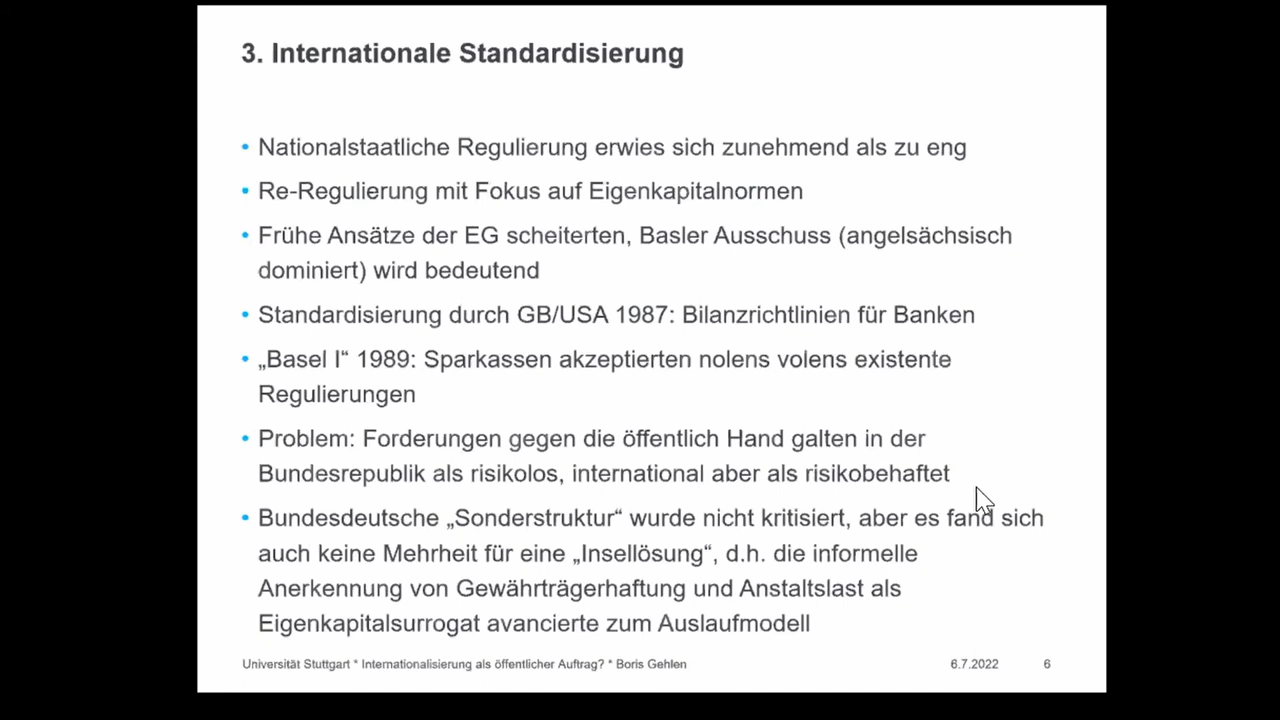 3. Internationale Standardisierung
• Nationalstaatliche Regulierung erwies sich zunehmend als zu eng
• Re-Regulierung mit Fokus auf Eigenkapitalnormen
• Frühe Ansätze der EG scheiterten, Basler Ausschuss (angelsächsisch
dominiert) wird bedeutend
• Standardisierung durch GB/USA 1987: Bilanzrichtlinien für Banken
• „Basel I“ 1989: Sparkassen akzeptierten nolens volens existente
Regulierungen
• Problem: Forderungen gegen die öffentlich Hand galten in der
Bundesrepublik als risikolos, international aber als risikobehaftet
• Bundesdeutsche „Sonderstruktur“ wurde nicht kritisiert, aber es fand sich
auch keine Mehrheit für eine „Insellösung“, d.h. die informelle
Anerkennung von Gewährträgerhaftung und Anstaltslast als
Eigenkapitalsurrogat avancierte zum Auslaufmodell
Universität Stuttgart * Internationalisierung als öffentlicher Auftrag? * Boris Gehlen 6.7.2022 6